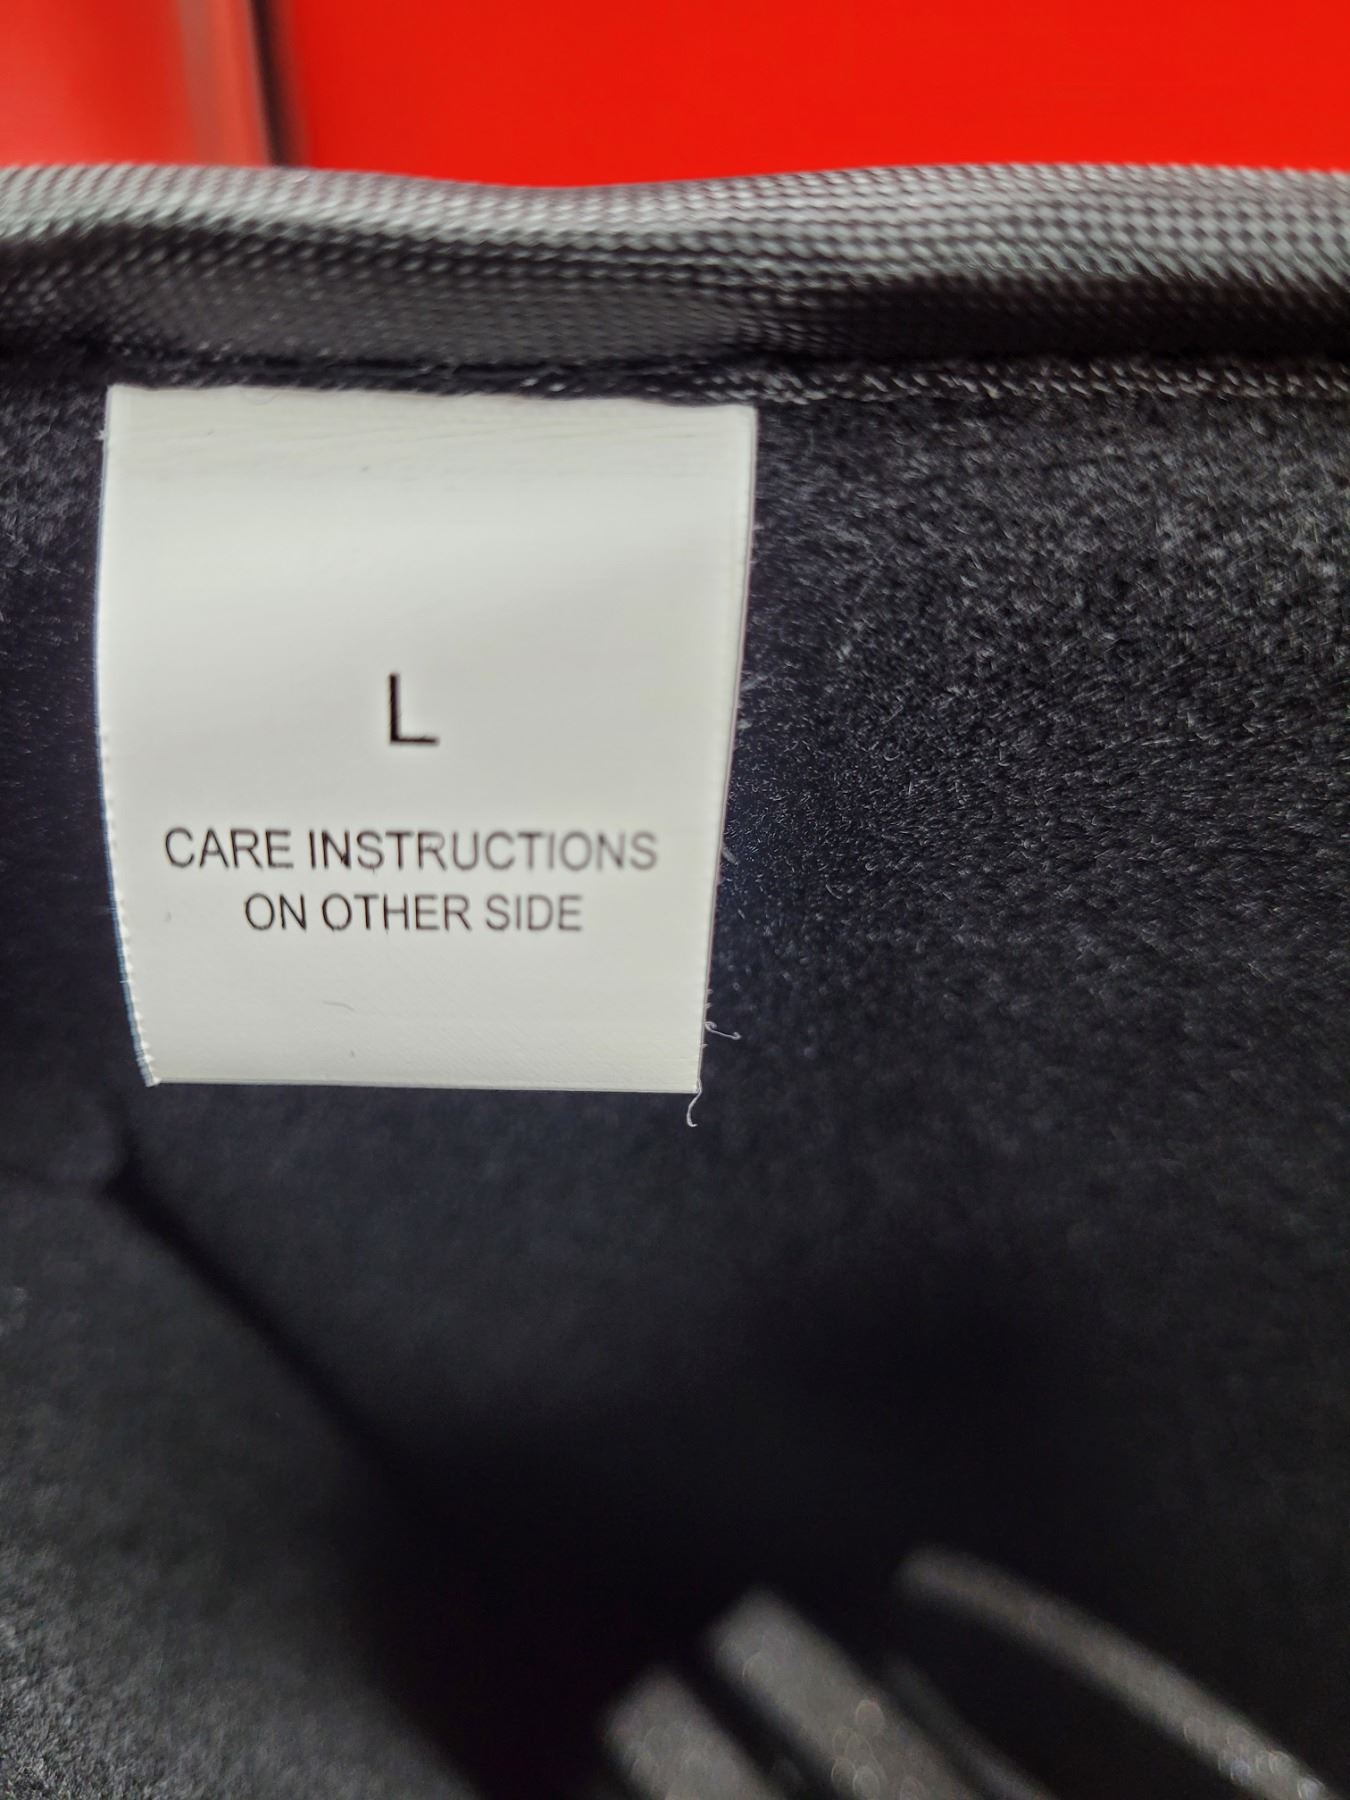 L
CARE INSTRUCTIONS
ON OTHER SIDE